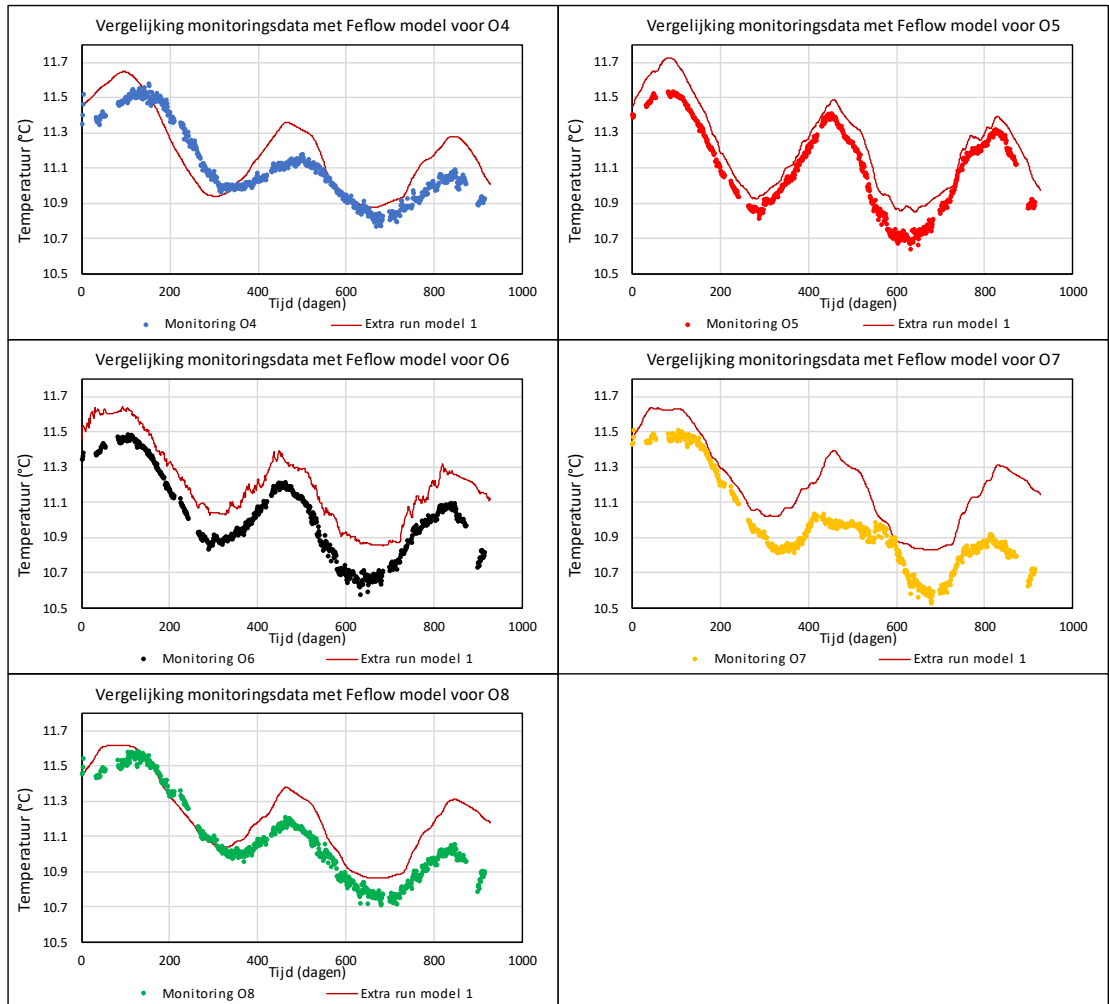 Vergelijking monitoringsdata met Feflow model voor O4
11.7
11.5
11.3
11.1
10.9
10.7
10.5
Temperatuur (°C)
0 200 400 600 800 1000
Tijd (dagen)
Monitoring O4 Extra run model 1
Vergelijking monitoringsdata met Feflow model voor O5
11.7
11.5
11.3
11.1
10.9
10.7
10.5
Temperatuur (°C)
0 200 400 600 800 1000
Tijd (dagen)
Monitoring O5 Extra run model 1
Vergelijking monitoringsdata met Feflow model voor O6
11.7
11.5
11.3
11.1
10.9
10.7
10.5
Temperatuur (°C)
0 200 400 600 800 1000
Tijd (dagen)
Monitoring O6 Extra run model 1
Vergelijking monitoringsdata met Feflow model voor O7
11.7
11.5
11.3
11.1
10.9
10.7
10.5
Temperatuur (°C)
0 200 400 600 800 1000
Tijd (dagen)
Monitoring O7 Extra run model 1
Vergelijking monitoringsdata met Feflow model voor O8
11.7
11.5
11.3
11.1
10.9
10.7
10.5
Temperatuur (°C)
0 200 400 600 800 1000
Tijd (dagen)
Monitoring O8 Extra run model 1